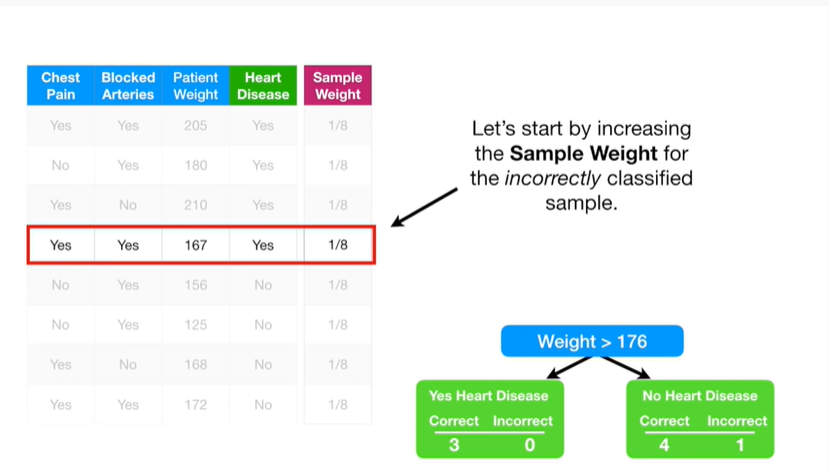 Chest Pain Blocked Arteries Patient Weight Heart Disease Sample Weight
Yes Yes 205 Yes 1/8
No Yes 180 Yes 1/8
Yes No 210 Yes 1/8
Yes Yes 167 Yes 1/8
No Yes 156 No 1/8
No Yes 125 No 1/8
Yes No 168 No 1/8
Yes Yes 172 No 1/8
Let’s start by increasing
the Sample Weight for
the incorrectly classified
sample.
Weight > 176
Yes Heart Disease
Correct Incorrect
3 0
No Heart Disease
Correct Incorrect
4 1